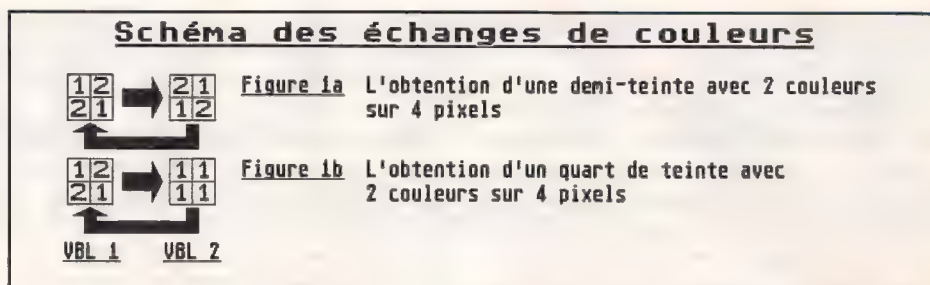 Schéma des échanges de couleurs
12 21 Figure 1a L'obtention d'une demi-teinte avec 2 couleurs
21 12 sur 4 pixels
12 11 Figure 1b L'obtention d'un quart de teinte avec
21 11 2 couleurs sur 4 pixels
VBL 1 VBL 2